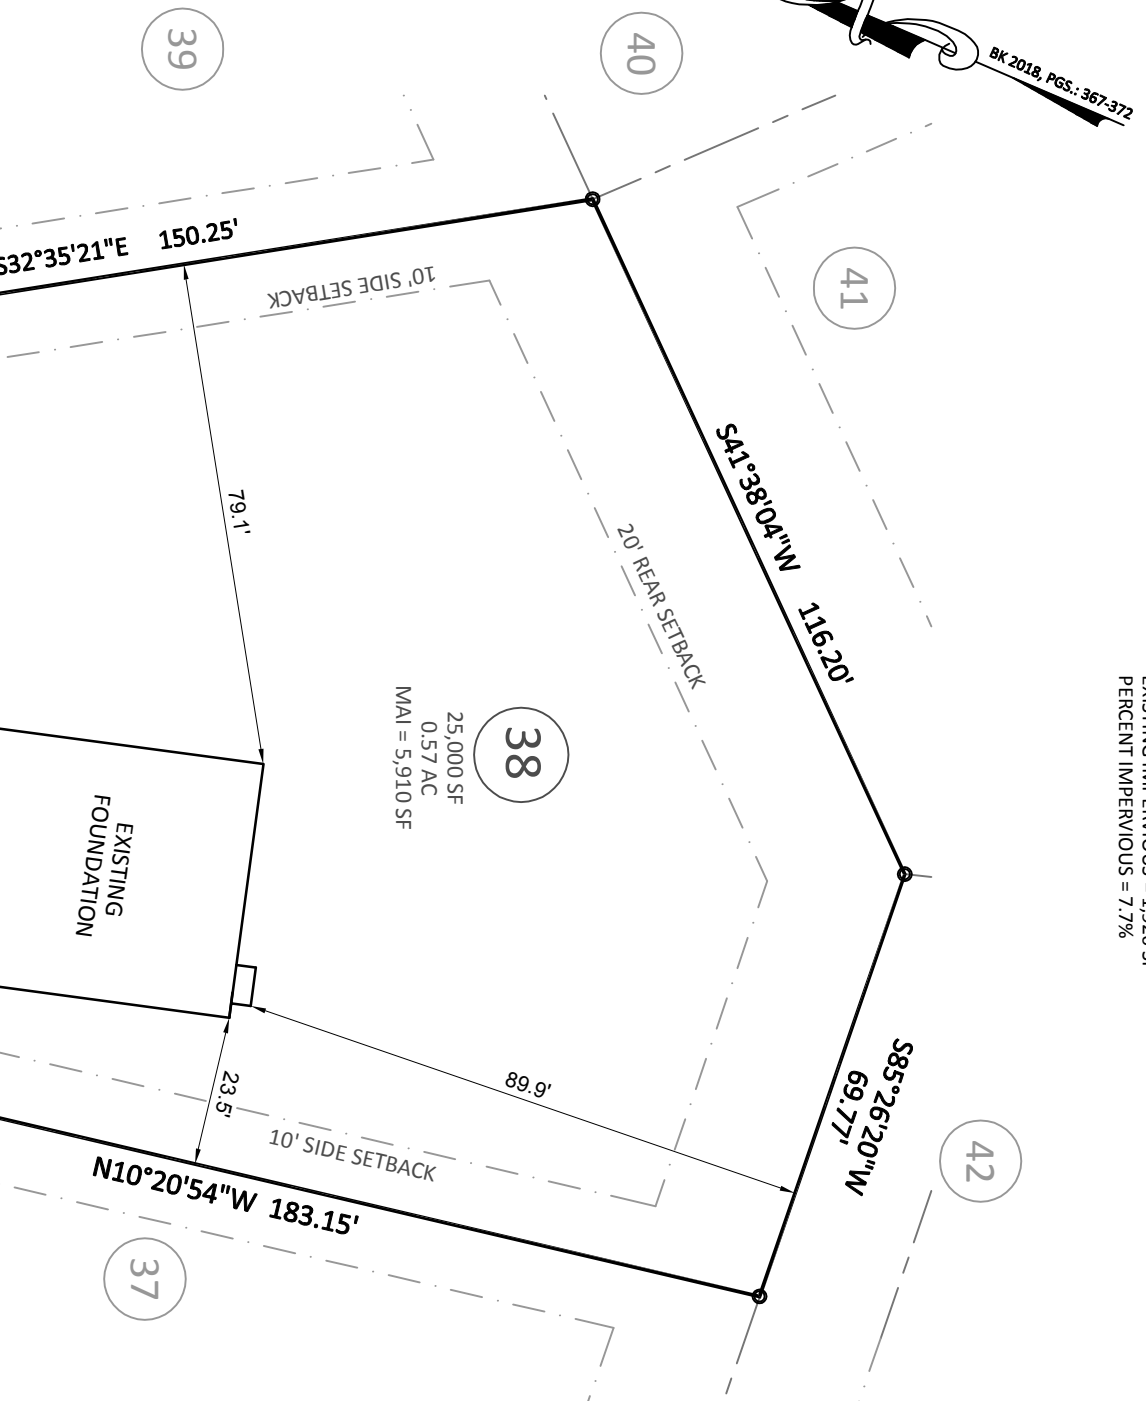 39
40
BK 2018, PGS.: 367-372
S32°35'21"E 150.25'
10' SIDE SETBACK
41
S41°38'04"W 116.20'
79.1'
20' REAR SETBACK
38
25,000 SF
0.57 AC
MAI = 5,910 SF
PERCENT IMPERVIOUS = 7.7%
EXISTING
FOUNDATION
89.9'
S85°26'20"W
69.77'
42
23.5'
10' SIDE SETBACK
N10°20'54"W 183.15'
37